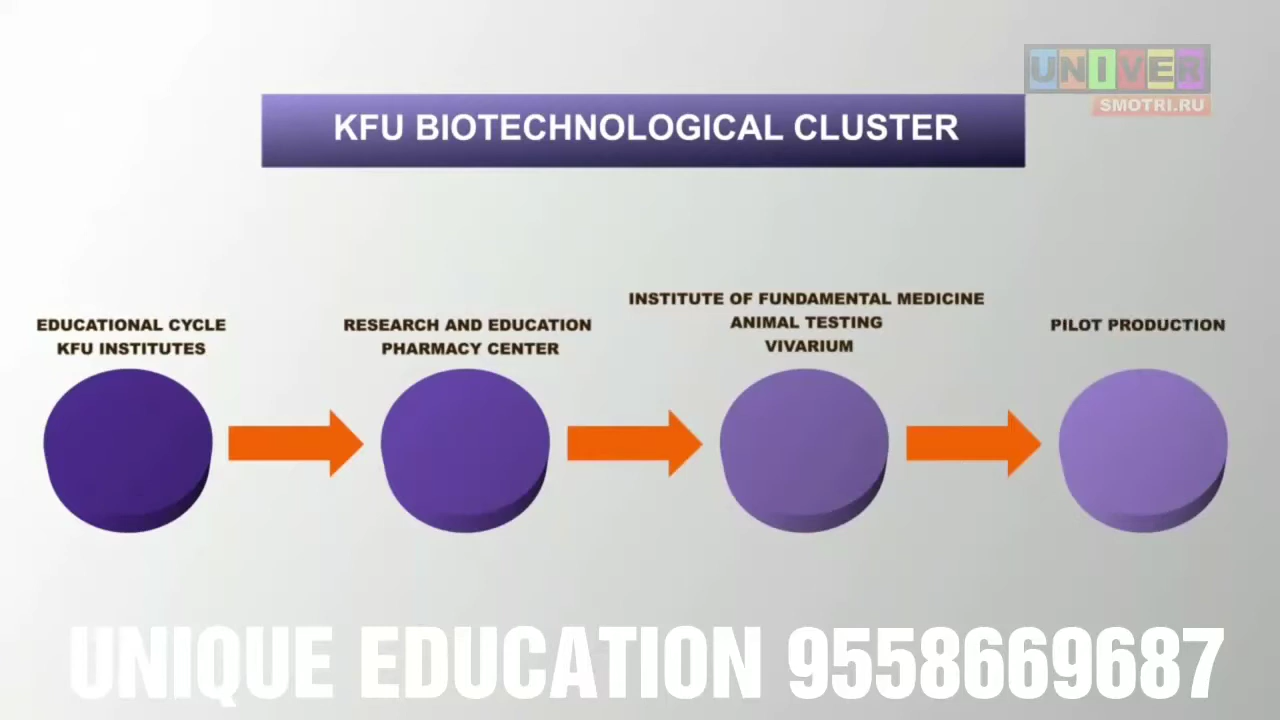 UNIVER
SMOTRI.RU
KFU BIOTECHNOLOGICAL CLUSTER
EDUCATIONAL CYCLE
KFU INSTITUTES
RESEARCH AND EDUCATION
PHARMACY CENTER
INSTITUTE OF FUNDAMENTAL MEDICINE
ANIMAL TESTING
VIVARIUM
PILOT PRODUCTION
UNIQUE EDUCATION 9558669687